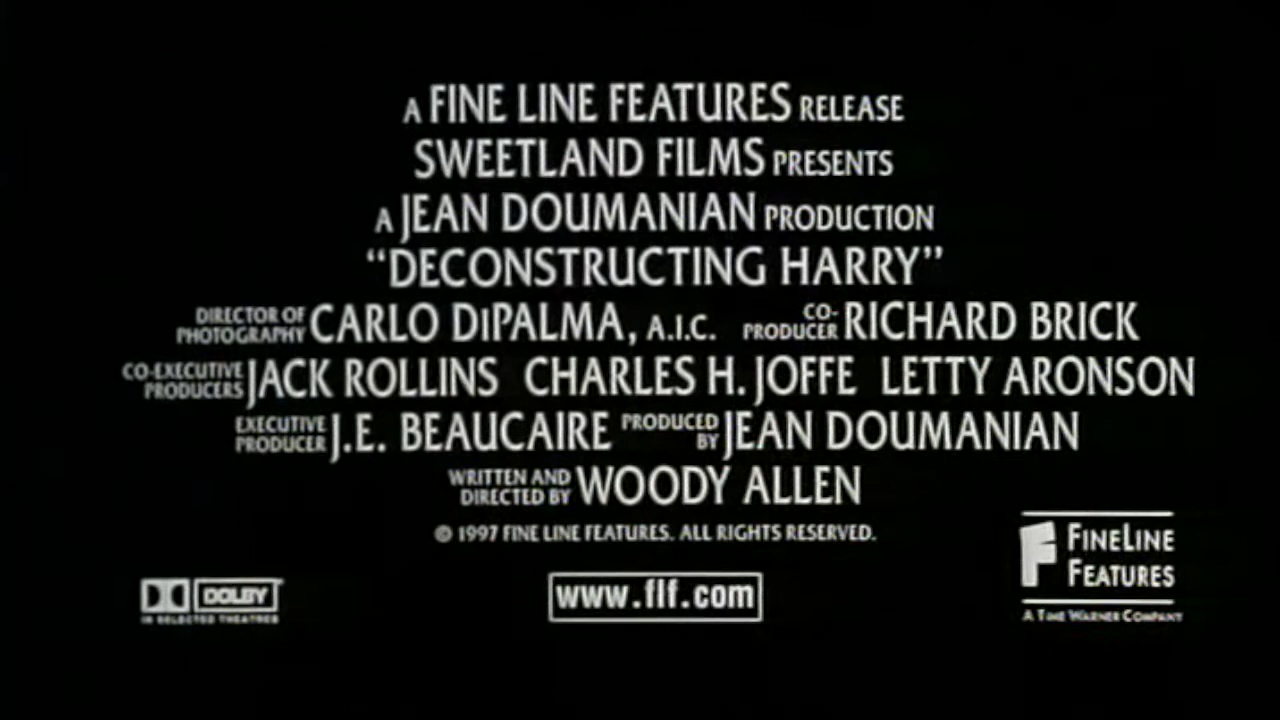 A FINE LINE FEATURES RELEASE
SWEETLAND FILMS PRESENTS
A JEAN DOUMANIAN PRODUCTION
“DECONSTRUCTING HARRY”
DIRECTOR OF PHOTOGRAPHY CARLO DiPALMA, A.I.C. CO-PRODUCER RICHARD BRICK
CO-EXECUTIVE PRODUCERS JACK ROLLINS CHARLES H. JOFFE LETTY ARONSON
EXECUTIVE PRODUCER J.E. BEAUCAIRE PRODUCED BY JEAN DOUMANIAN
WRITTEN AND DIRECTED BY WOODY ALLEN
© 1997 FINE LINE FEATURES. ALL RIGHTS RESERVED.
DOLBY
IN SELECTED THEATRES
www.flf.com
F FINELINE
FEATURES
A TIME WARNER COMPANY